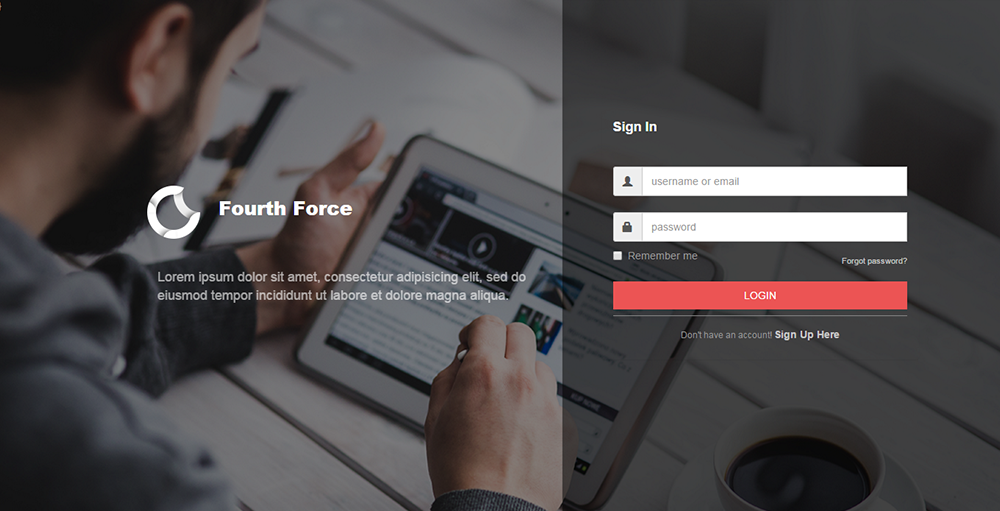 Fourth Force
Lorem ipsum dolor sit amet, consectetur adipisicing elit, sed do
eiusmod tempor incididunt ut labore et dolore magna aliqua.
Sign In
username or email
password
Remember me
Forgot password?
LOGIN
Don't have an account! Sign Up Here